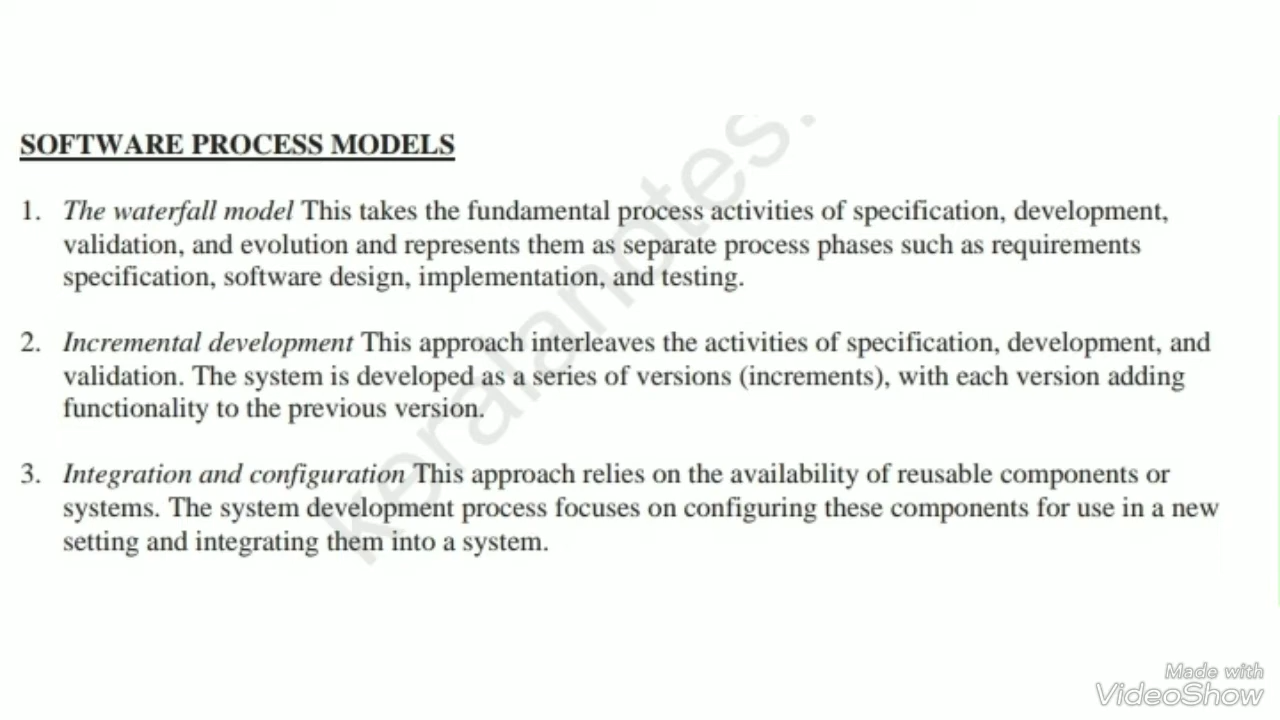 SOFTWARE PROCESS MODELS
1. The waterfall model This takes the fundamental process activities of specification, development,
validation, and evolution and represents them as separate process phases such as requirements
specification, software design, implementation, and testing.
2. Incremental development This approach interleaves the activities of specification, development, and
validation. The system is developed as a series of versions (increments), with each version adding
functionality to the previous version.
3. Integration and configuration This approach relies on the availability of reusable components or
systems. The system development process focuses on configuring these components for use in a new
setting and integrating them into a system.
keralanotes.
Made with
VideoShow